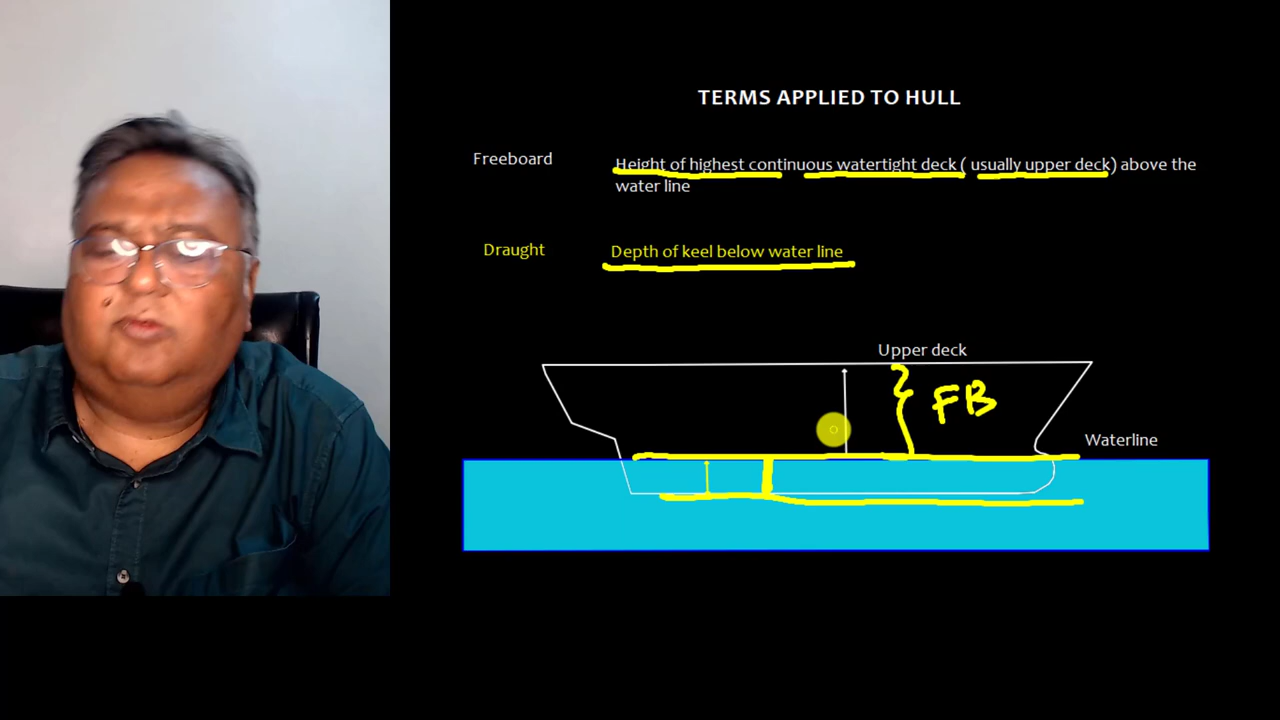 TERMS APPLIED TO HULL
Freeboard
Height of highest continuous watertight deck ( usually upper deck) above the
water line
Draught
Depth of keel below water line
Upper deck
FB
Waterline